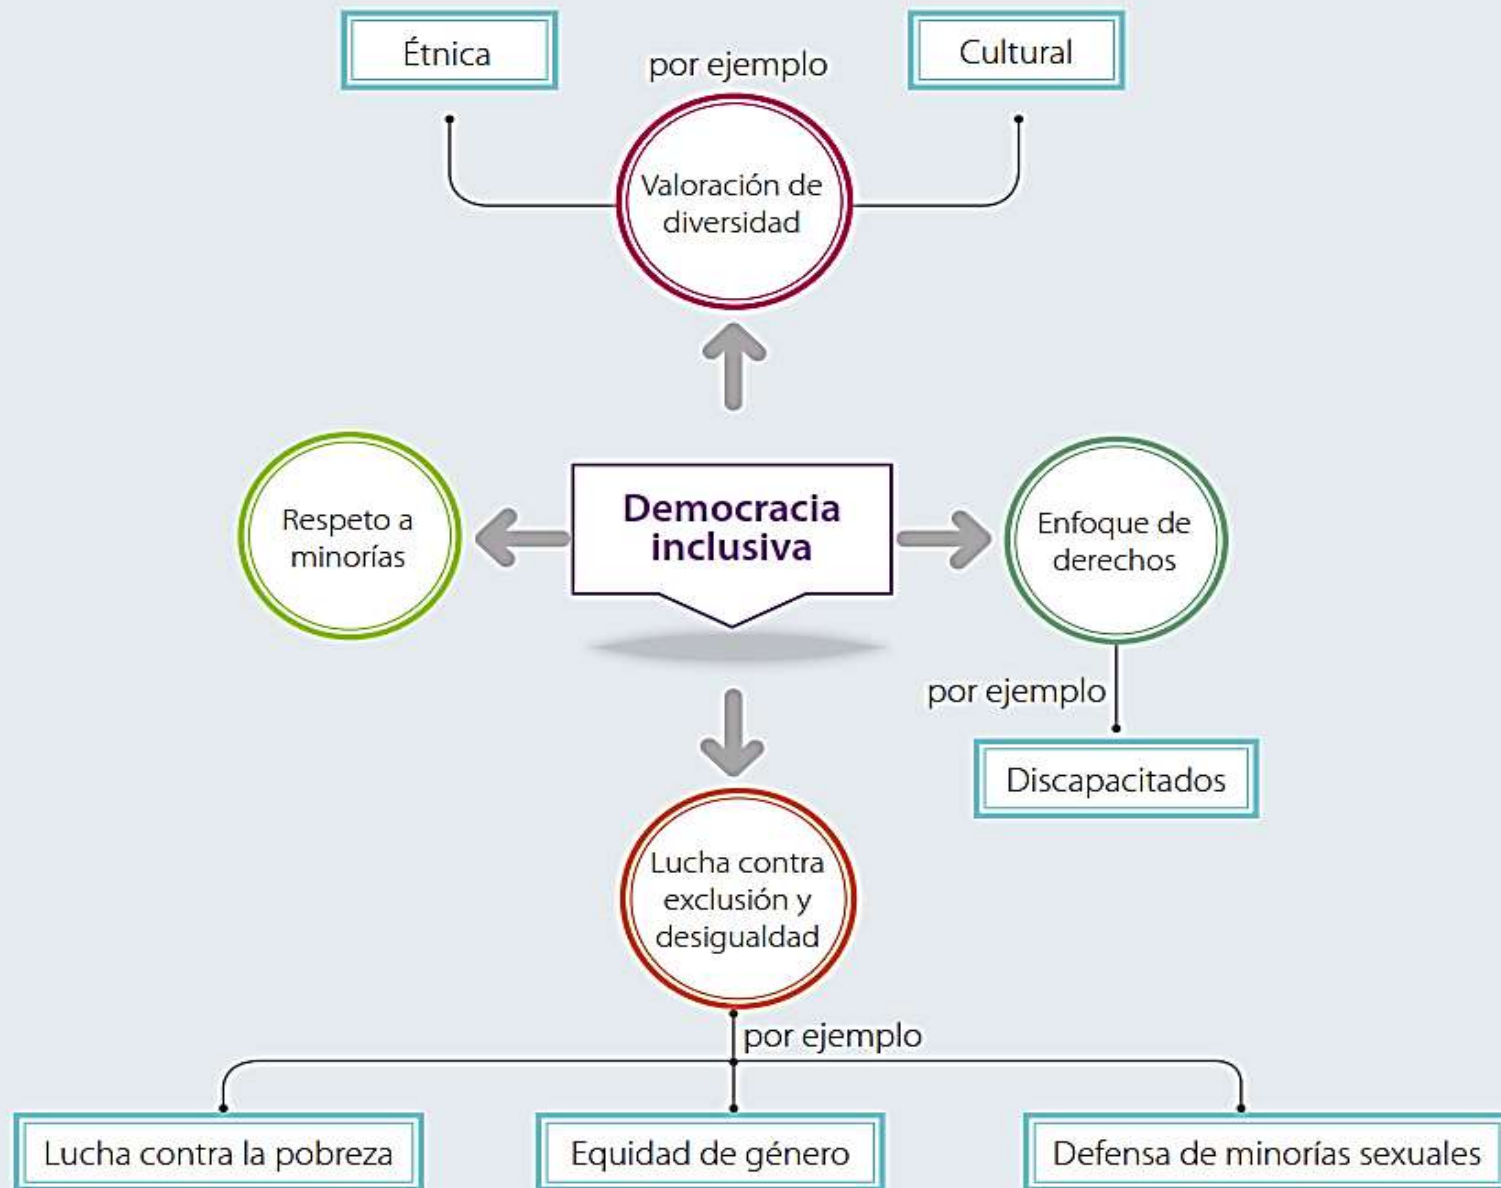 Étnica
por ejemplo
Cultural
Valoración de
diversidad
Respeto a
minorías
Democracia
inclusiva
Enfoque de
derechos
por ejemplo
Discapacitados
Lucha contra
exclusión y
desigualdad
por ejemplo
Lucha contra la pobreza
Equidad de género
Defensa de minorías sexuales